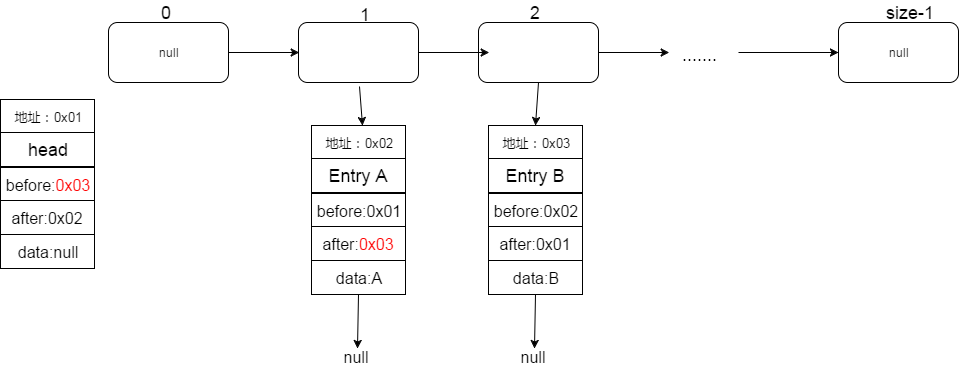 0
1
2
size-1
null
.......
null
地址：0x01
head
before:0x03
after:0x02
data:null
地址：0x02
Entry A
before:0x01
after:0x03
data:A
null
地址：0x03
Entry B
before:0x02
after:0x01
data:B
null